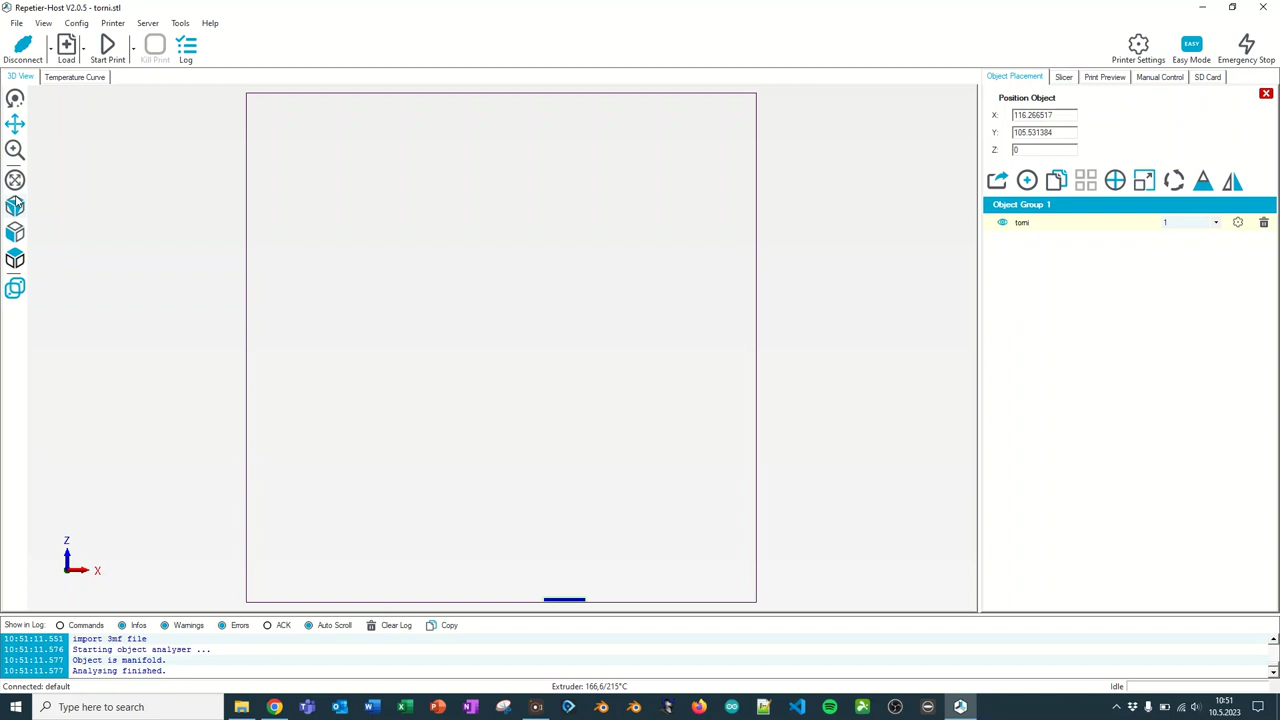 Repetier-Host V2.0.5 - torni.stl
File View Config Printer Server Tools Help
Disconnect Load Start Print Kill Print Log Printer Settings EASY Easy Mode Emergency Stop
3D View Temperature Curve Object Placement Slicer Print Preview Manual Control SD Card
Position Object
X: 116.266517
Y: 105.531384
Z: 0
Object Group 1
torni 1
Z
X
Show in Log: Commands Infos Warnings Errors ACK Auto Scroll Clear Log Copy
10:51:11.551 import 3mf file
10:51:11.576 Starting object analyser ...
10:51:11.577 Object is manifold.
10:51:11.577 Analysing finished.
Connected: default Extruder: 166,6/215°C Idle
Type here to search
10:51
10.5.2023